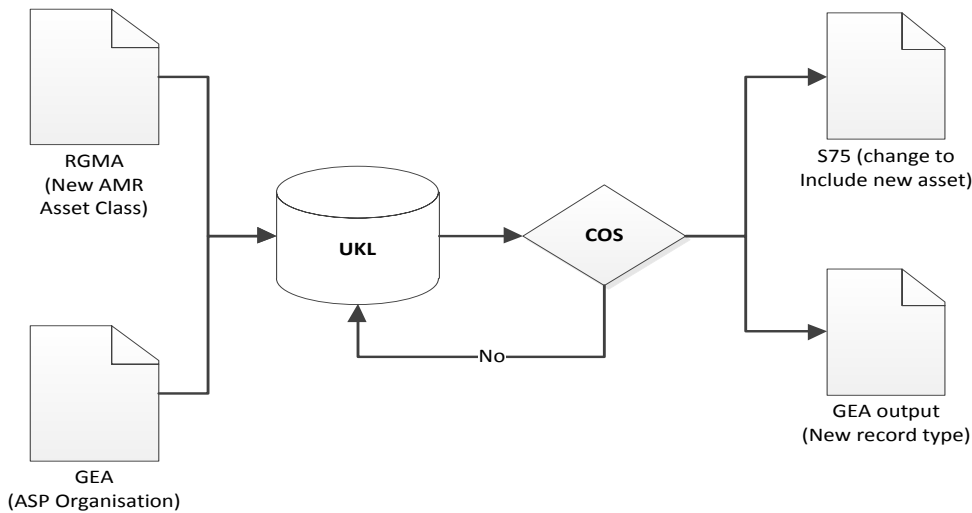 RGMA
(New AMR
Asset Class)
UKL
COS
No
S75 (change to
Include new asset)
GEA output
(New record type)
GEA
(ASP Organisation)